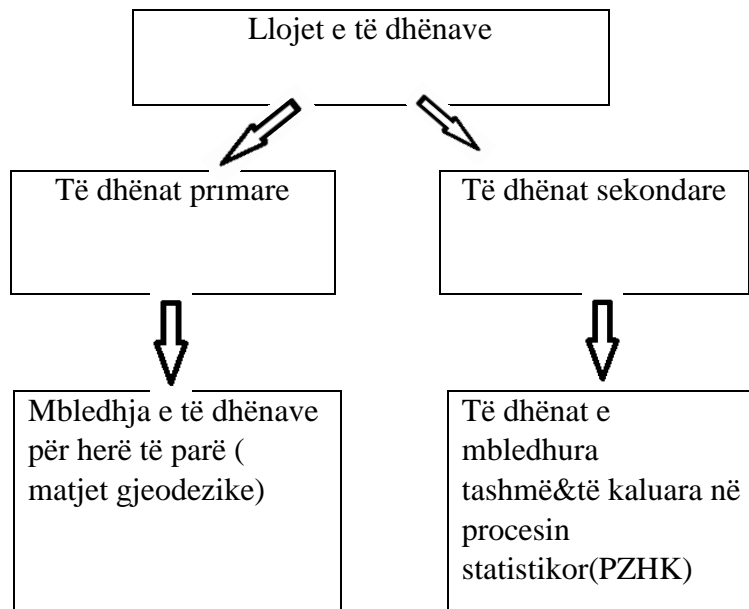 Llojet e të dhënave
Të dhënat primare
Të dhënat sekondare
Mbledhja e të dhënave
për herë të parë (
matjet gjeodezike)
Të dhënat e
mbledhura
tashmë&të kaluara në
procesin
statistikor(PZHK)